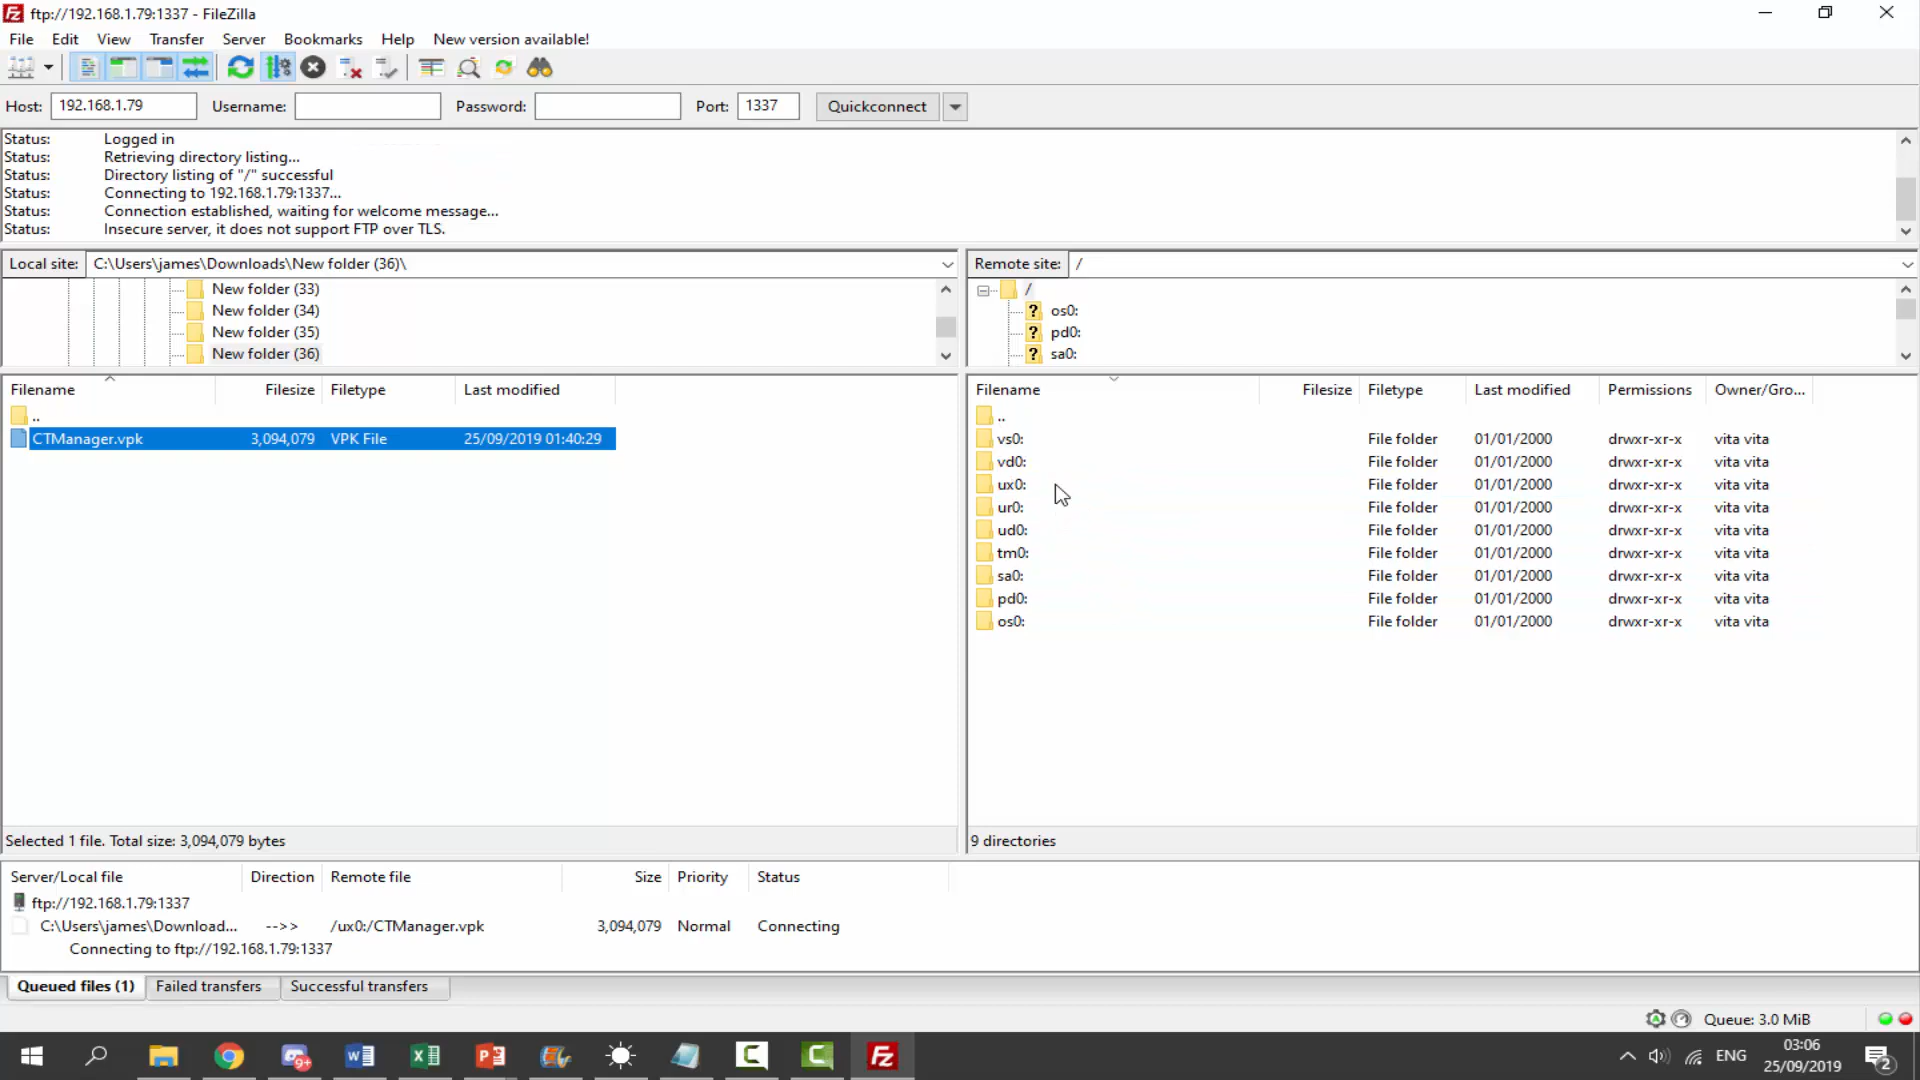 ftp://192.168.1.79:1337 - FileZilla
File Edit View Transfer Server Bookmarks Help New version available!
Host: 192.168.1.79 Username: Password: Port: 1337 Quickconnect
Status: Logged in
Status: Retrieving directory listing...
Status: Directory listing of "/" successful
Status: Connecting to 192.168.1.79:1337...
Status: Connection established, waiting for welcome message...
Status: Insecure server, it does not support FTP over TLS.
Local site: C:\Users\james\Downloads\New folder (36)\
New folder (33)
New folder (34)
New folder (35)
New folder (36)
Remote site: /
/
os0:
pd0:
sa0:
Filename Filesize Filetype Last modified
..
CTManager.vpk 3,094,079 VPK File 25/09/2019 01:40:29
Selected 1 file. Total size: 3,094,079 bytes
Filename Filesize Filetype Last modified Permissions Owner/Gro...
..
vs0: File folder 01/01/2000 drwxr-xr-x vita vita
vd0: File folder 01/01/2000 drwxr-xr-x vita vita
ux0: File folder 01/01/2000 drwxr-xr-x vita vita
ur0: File folder 01/01/2000 drwxr-xr-x vita vita
ud0: File folder 01/01/2000 drwxr-xr-x vita vita
tm0: File folder 01/01/2000 drwxr-xr-x vita vita
sa0: File folder 01/01/2000 drwxr-xr-x vita vita
pd0: File folder 01/01/2000 drwxr-xr-x vita vita
os0: File folder 01/01/2000 drwxr-xr-x vita vita
9 directories
Server/Local file Direction Remote file Size Priority Status
ftp://192.168.1.79:1337
C:\Users\james\Download... -->> /ux0:/CTManager.vpk 3,094,079 Normal Connecting
Connecting to ftp://192.168.1.79:1337
Queued files (1) Failed transfers Successful transfers
Queue: 3.0 MiB
ENG 03:06
25/09/2019 2